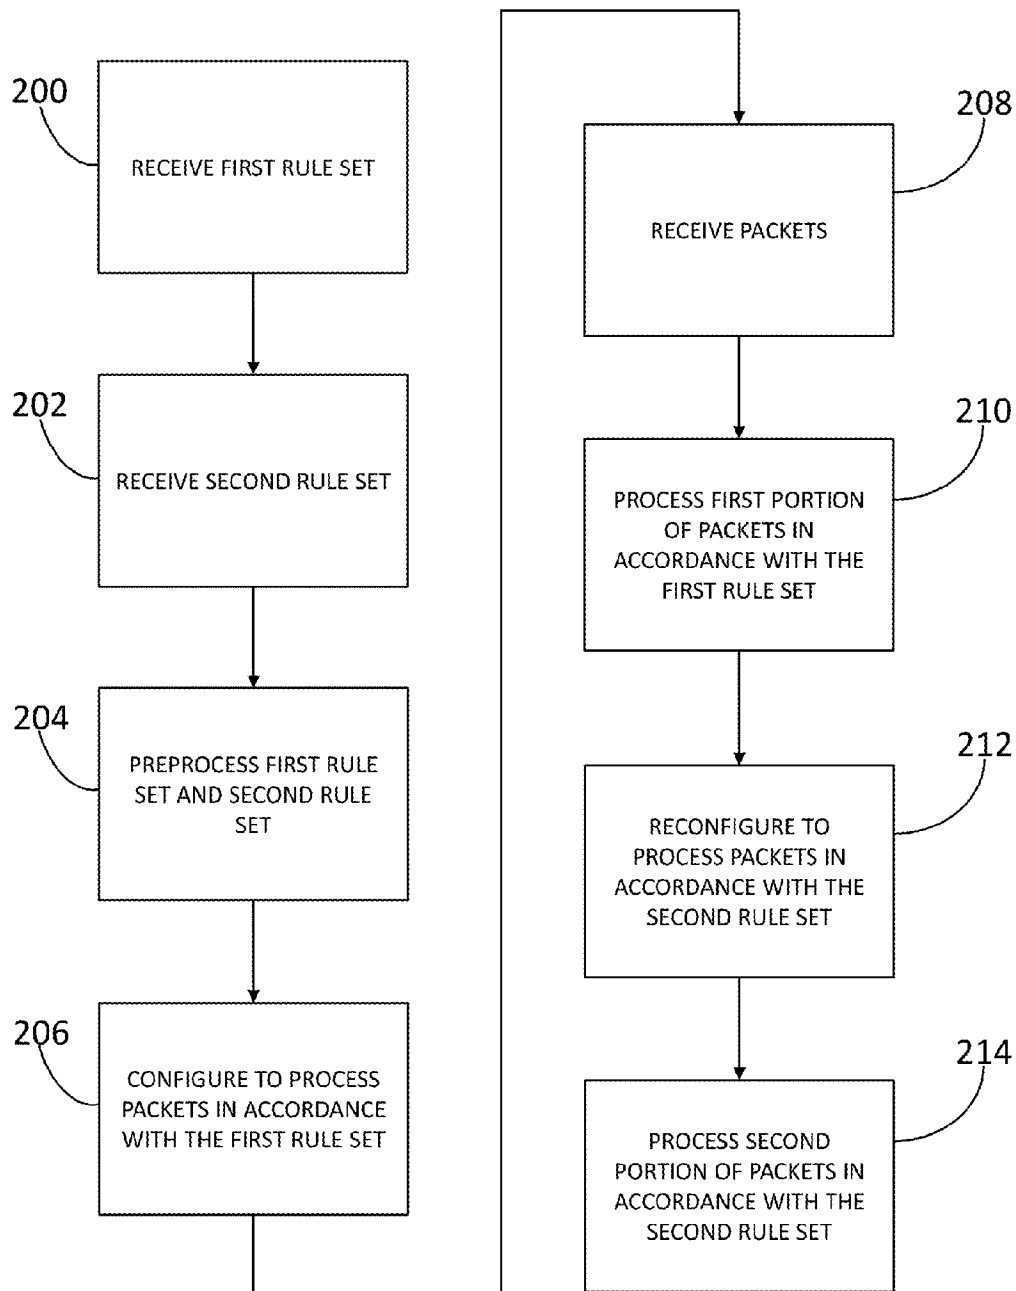 200
RECEIVE FIRST RULE SET
202
RECEIVE SECOND RULE SET
204
PREPROCESS FIRST RULE
SET AND SECOND RULE
SET
206
CONFIGURE TO PROCESS
PACKETS IN ACCORDANCE
WITH THE FIRST RULE SET
208
RECEIVE PACKETS
210
PROCESS FIRST PORTION
OF PACKETS IN
ACCORDANCE WITH THE
FIRST RULE SET
212
RECONFIGURE TO
PROCESS PACKETS IN
ACCORDANCE WITH THE
SECOND RULE SET
214
PROCESS SECOND
PORTION OF PACKETS IN
ACCORDANCE WITH THE
SECOND RULE SET